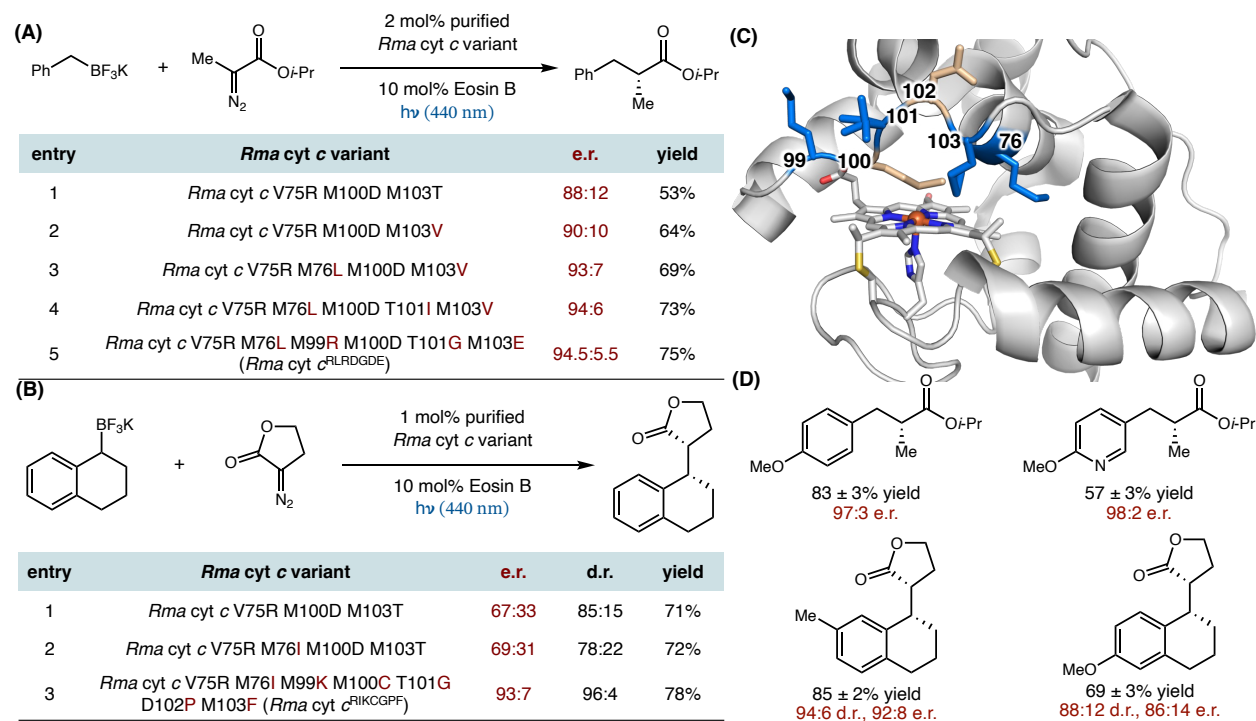 (A)
Ph
BF3K
+
Me
O
Oi-Pr
N2
2 mol% purified
Rma cyt c variant
10 mol% Eosin B
hν (440 nm)
Ph
O
Oi-Pr
Me
entry Rma cyt c variant e.r. yield
1 Rma cyt c V75R M100D M103T 88:12 53%
2 Rma cyt c V75R M100D M103V 90:10 64%
3 Rma cyt c V75R M76L M100D M103V 93:7 69%
4 Rma cyt c V75R M76L M100D T101I M103V 94:6 73%
5 Rma cyt c V75R M76L M99R M100D T101G M103E 94.5:5.5 75%
(Rma cyt cRLRDGDE)
(B)
BF3K
+
O
O
N2
1 mol% purified
Rma cyt c variant
10 mol% Eosin B
hν (440 nm)
O
O
entry Rma cyt c variant e.r. d.r. yield
1 Rma cyt c V75R M100D M103T 67:33 85:15 71%
2 Rma cyt c V75R M76I M100D M103T 69:31 78:22 72%
3 Rma cyt c V75R M76I M99K M100C T101G 93:7 96:4 78%
D102P M103F (Rma cyt cRIKCGPF)
(C)
102
101
103
76
99
100
(D)
O
Oi-Pr
Me
MeO
83 ± 3% yield
97:3 e.r.
O
Oi-Pr
Me
MeO
N
57 ± 3% yield
98:2 e.r.
O
O
Me
85 ± 2% yield
94:6 d.r., 92:8 e.r.
O
O
MeO
69 ± 3% yield
88:12 d.r., 86:14 e.r.